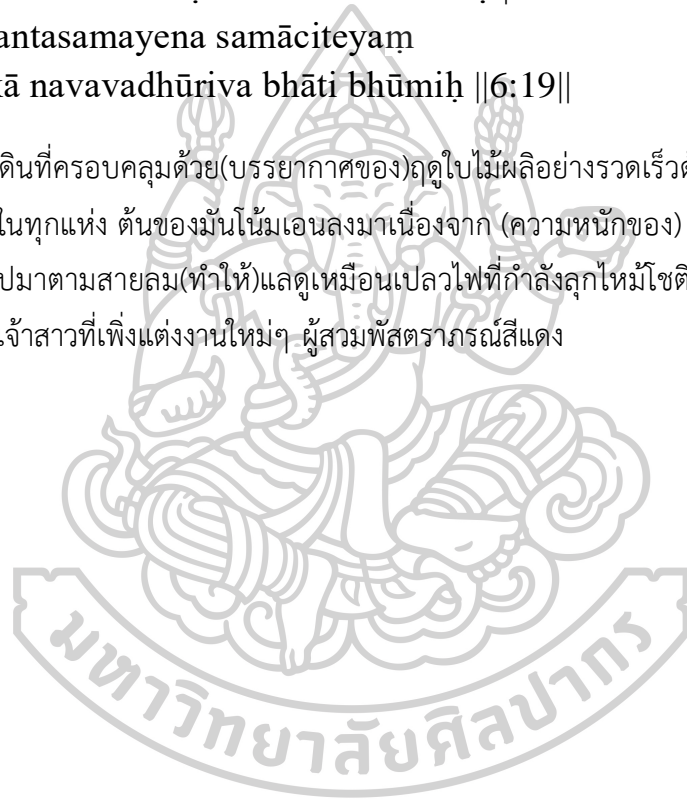 antasamayena samāciteyaṃ
kā navavadhūriva bhāti bhūmiḥ ||6:19||
ดินที่ครอบคลุมด้วย(บรรยากาศของ)ฤดูใบไม้ผลิอย่างรวดเร็วด้
ในทุกแห่ง ต้นของมันโน้มเอนลงมาเนื่องจาก (ความหนักของ)
ปมาตามสายลม(ทำให้)แลดูเหมือนเปลวไฟที่กำลังลุกไหม้โชติ
เจ้าสาวที่เพิ่งแต่งงานใหม่ๆ ผู้สวมพัสตราภรณ์สีแดง
มหาวิทยาลัยศิลปากร